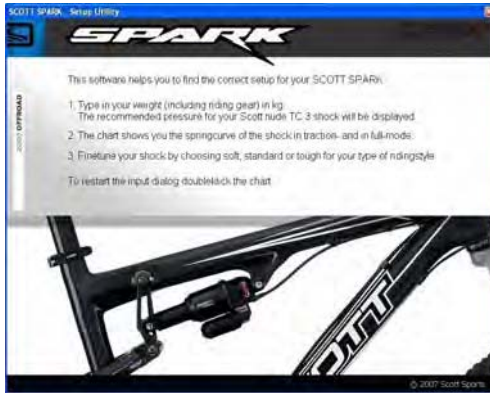 SCOTT SPARK Setup Utility
SPARK
This software helps you to find the correct setup for your SCOTT SPARK.
1. Type in your weight (including riding gear) in kg.
The recommended pressure for your Scott nude TC 3 shock will be displayed
2. The chart shows you the springcurve of the shock in traction- and in full-mode.
3. Finetune your shock by choosing soft, standard or tough for your type of ridingstyle
To restart the input dialog doubleklick the chart
2007 OFFROAD
SCOTT
© 2007 Scott Sports